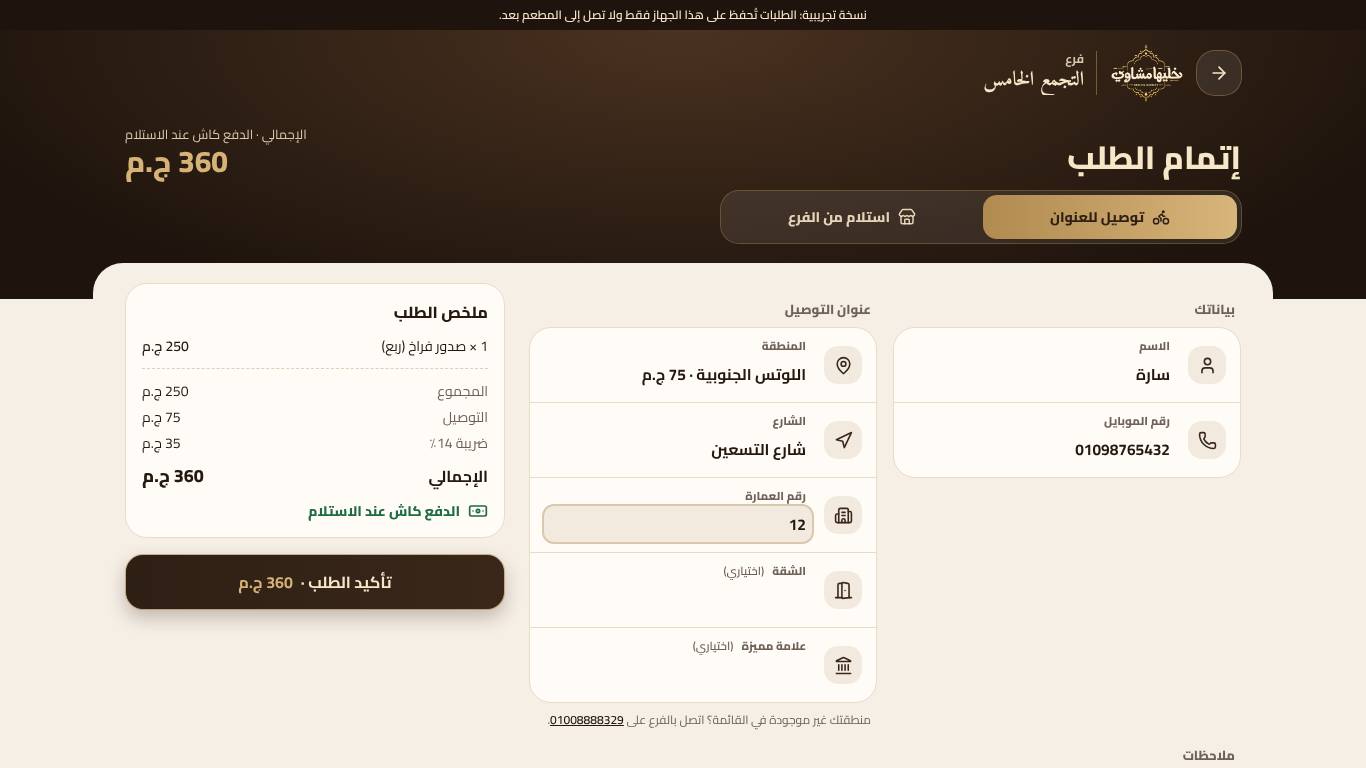 نسخة تجريبية: الطلبات تُحفظ على هذا الجهاز فقط ولا تصل إلى المطعم بعد.
خليها مشاوي
فرع
التجمع الخامس
إتمام الطلب
الإجمالي · الدفع كاش عند الاستلام
360 ج.م
توصيل للعنوان
استلام من الفرع
بياناتك
الاسم
سارة
رقم الموبايل
01098765432
عنوان التوصيل
المنطقة
اللوتس الجنوبية · 75 ج.م
الشارع
شارع التسعين
رقم العمارة
12
الشقة (اختياري)
علامة مميزة (اختياري)
منطقتك غير موجودة في القائمة؟ اتصل بالفرع على 01008888329.
ملخص الطلب
1 × صدور فراخ (ربع) 250 ج.م
المجموع 250 ج.م
التوصيل 75 ج.م
ضريبة 14٪ 35 ج.م
الإجمالي 360 ج.م
الدفع كاش عند الاستلام
تأكيد الطلب · 360 ج.م
ملاحظات